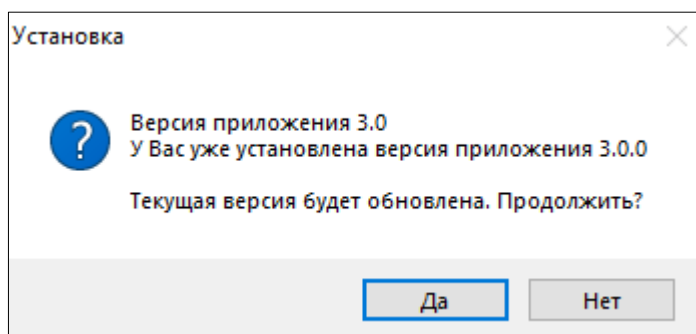 Установка
Версия приложения 3.0
У Вас уже установлена версия приложения 3.0.0
Текущая версия будет обновлена. Продолжить?
Да
Нет